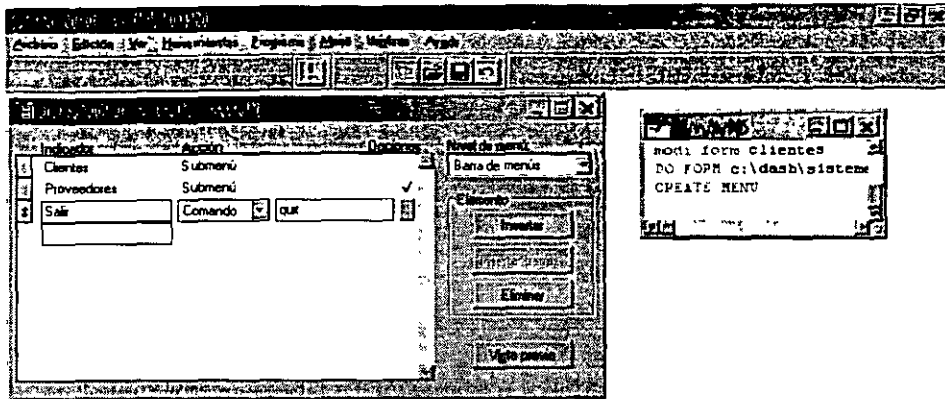 Archivo Edición Ver Herramientas Programa Menú Ventana Ayuda
Indicador Acción Opciones
Clientes Submenú
Proveedores Submenú
Salir Comando quit
Nivel de menú
Barra de menús
Elemento
Insertar
Eliminar
Vista previa
modi form clientes
DO FORM c:\dasb\sisteme
CREATE MENU